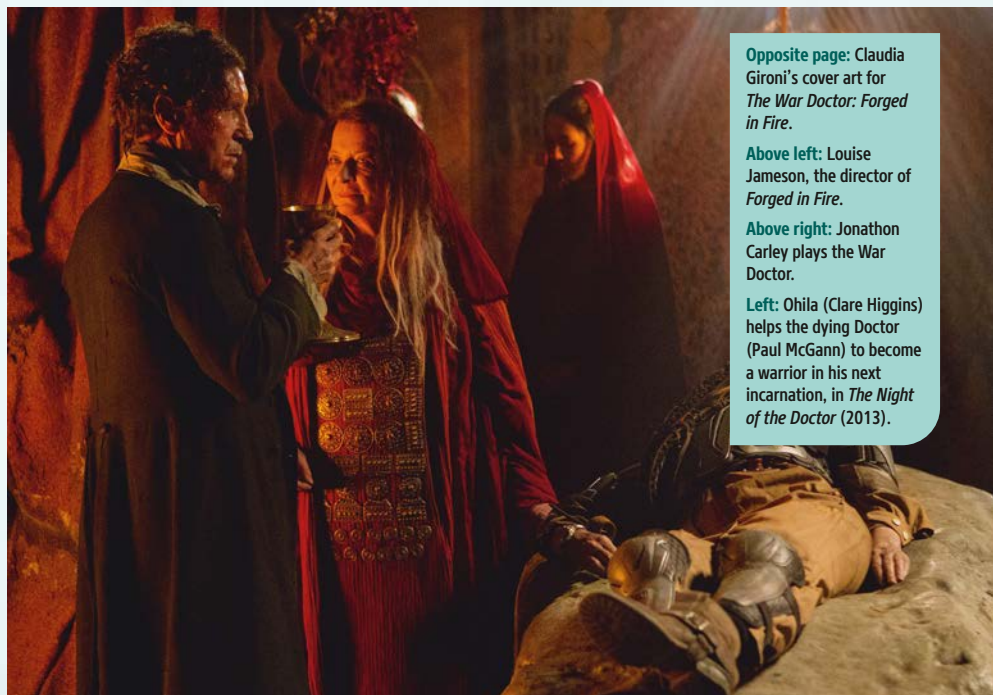 Opposite page: Claudia
Gironi’s cover art for
The War Doctor: Forged
in Fire.
Above left: Louise
Jameson, the director of
Forged in Fire.
Above right: Jonathon
Carley plays the War
Doctor.
Left: Ohila (Clare Higgins)
helps the dying Doctor
(Paul McGann) to become
a warrior in his next
incarnation, in The Night
of the Doctor (2013).